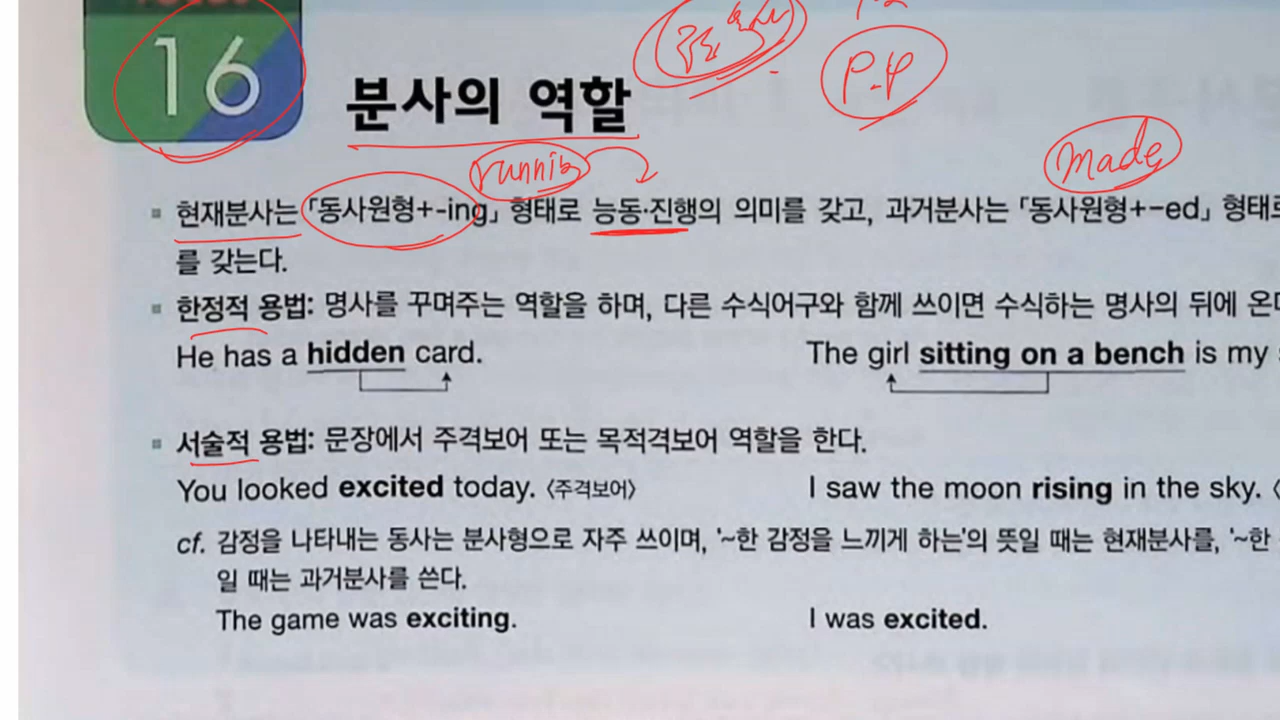 16
분사의 역할
P.P
made
현재분사는 「동사원형+-ing」 형태로 능동·진행의 의미를 갖고, 과거분사는 「동사원형+-ed」 형태로
를 갖는다.
한정적 용법: 명사를 꾸며주는 역할을 하며, 다른 수식어구와 함께 쓰이면 수식하는 명사의 뒤에 온
He has a hidden card.
The girl sitting on a bench is my
서술적 용법: 문장에서 주격보어 또는 목적격보어 역할을 한다.
You looked excited today. 〈주격보어〉
I saw the moon rising in the sky. 〈
cf. 감정을 나타내는 동사는 분사형으로 자주 쓰이며, '~한 감정을 느끼게 하는'의 뜻일 때는 현재분사를, '~한
일 때는 과거분사를 쓴다.
The game was exciting.
I was excited.